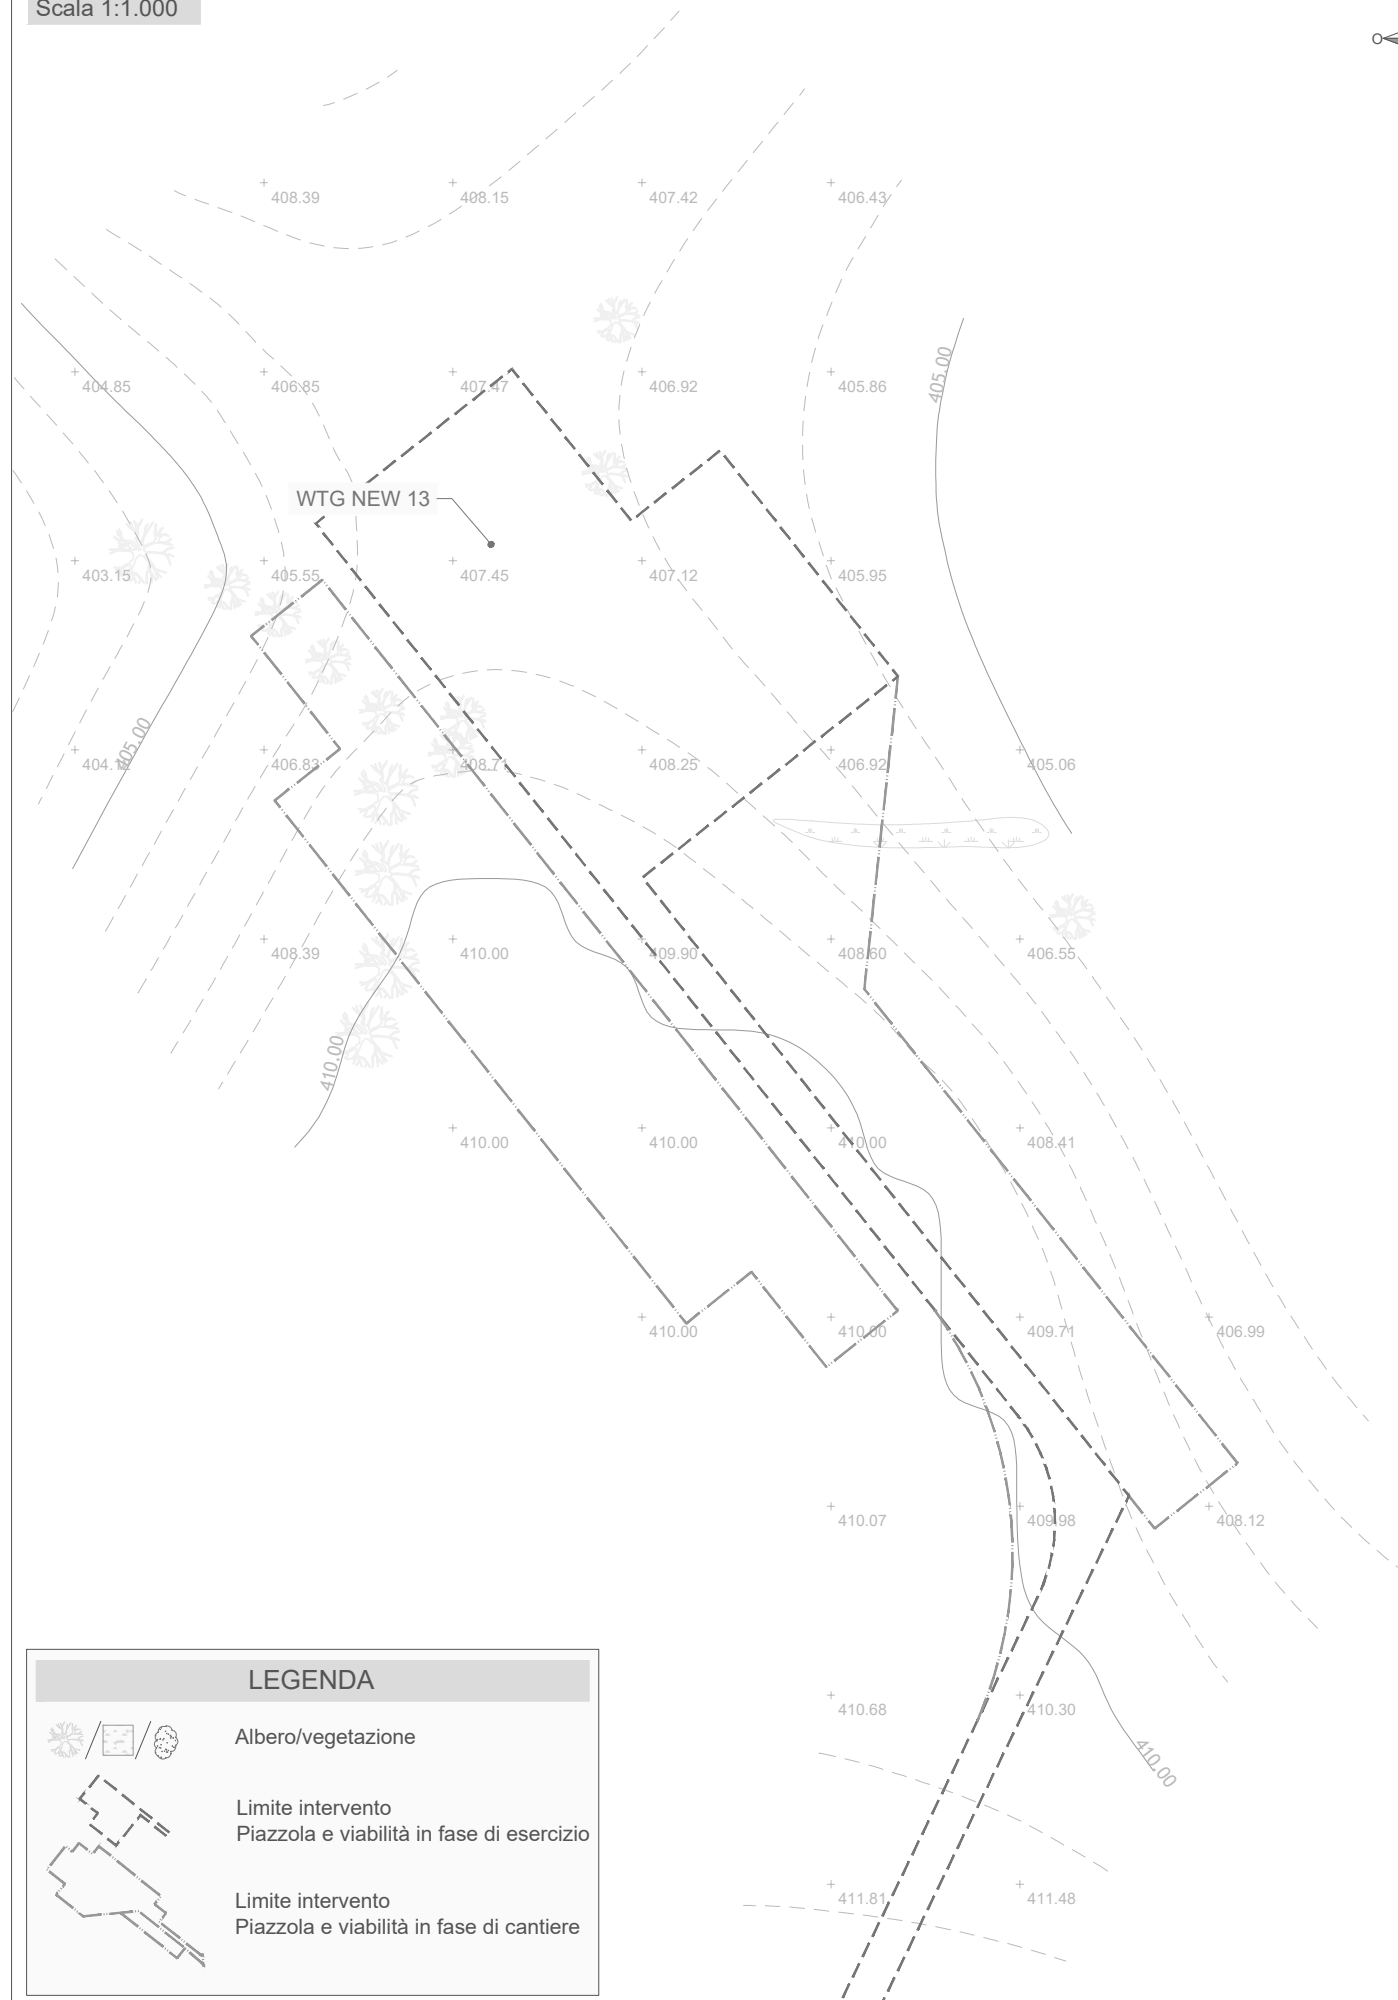 Scala 1:1.000
O
408.39 408.15 407.42 406.43
404.85 406.85 407.47 406.92 405.86
405.00
WTG NEW 13
403.15 405.55 407.45 407.12 405.95
405.00
406.83 408.71 408.25 406.92 405.06
408.39 410.00 409.90 408.60 406.55
410.00
410.00 410.00 410.00 408.41
410.00 410.00 409.71 406.99
410.07 409.98 408.12
410.68 410.30
410.00
411.81 411.48
LEGENDA
Albero/vegetazione
Limite intervento
Piazzola e viabilità in fase di esercizio
Limite intervento
Piazzola e viabilità in fase di cantiere